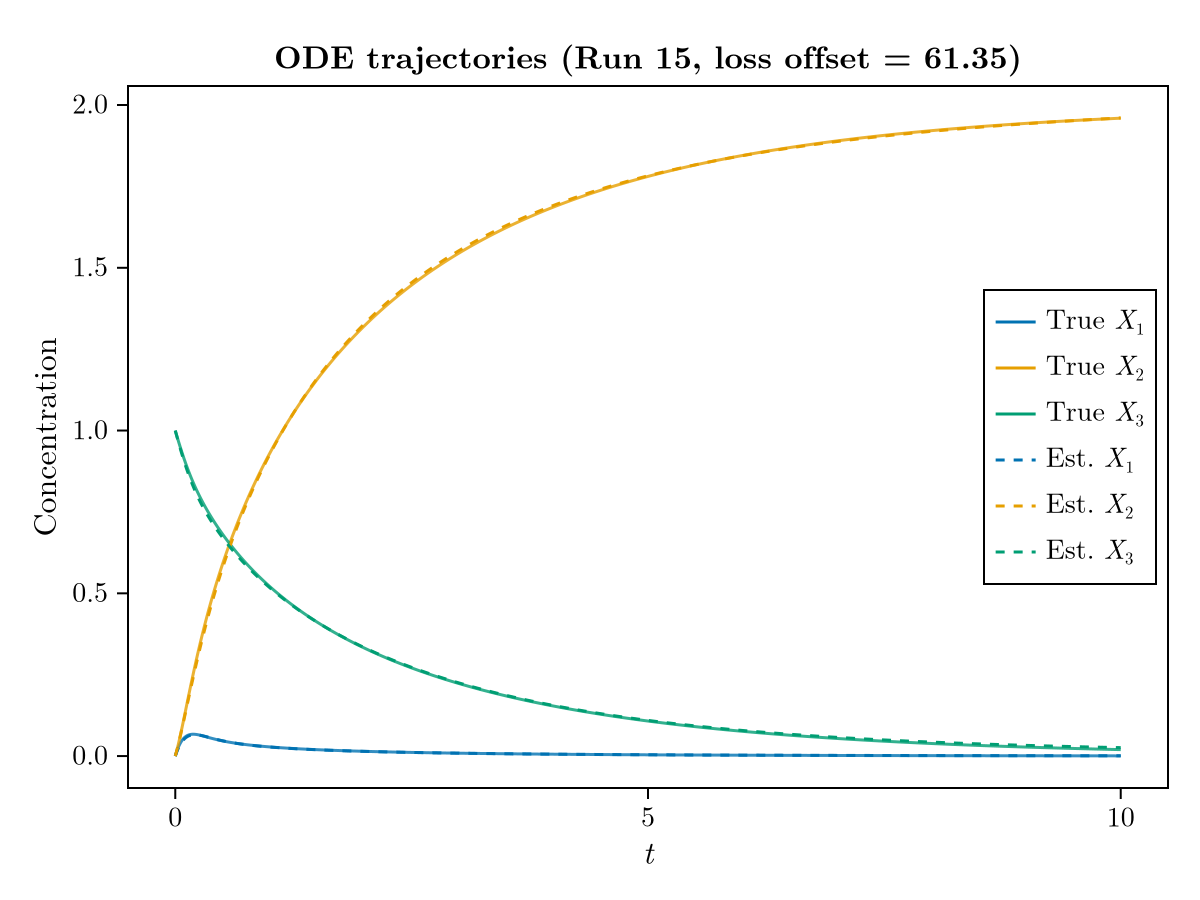 ODE trajectories (Run 15, loss offset = 61.35)
2.0
1.5
1.0
0.5
0.0
Concentration
True X₁
True X₂
True X₃
Est. X₁
Est. X₂
Est. X₃
0 5 10
t